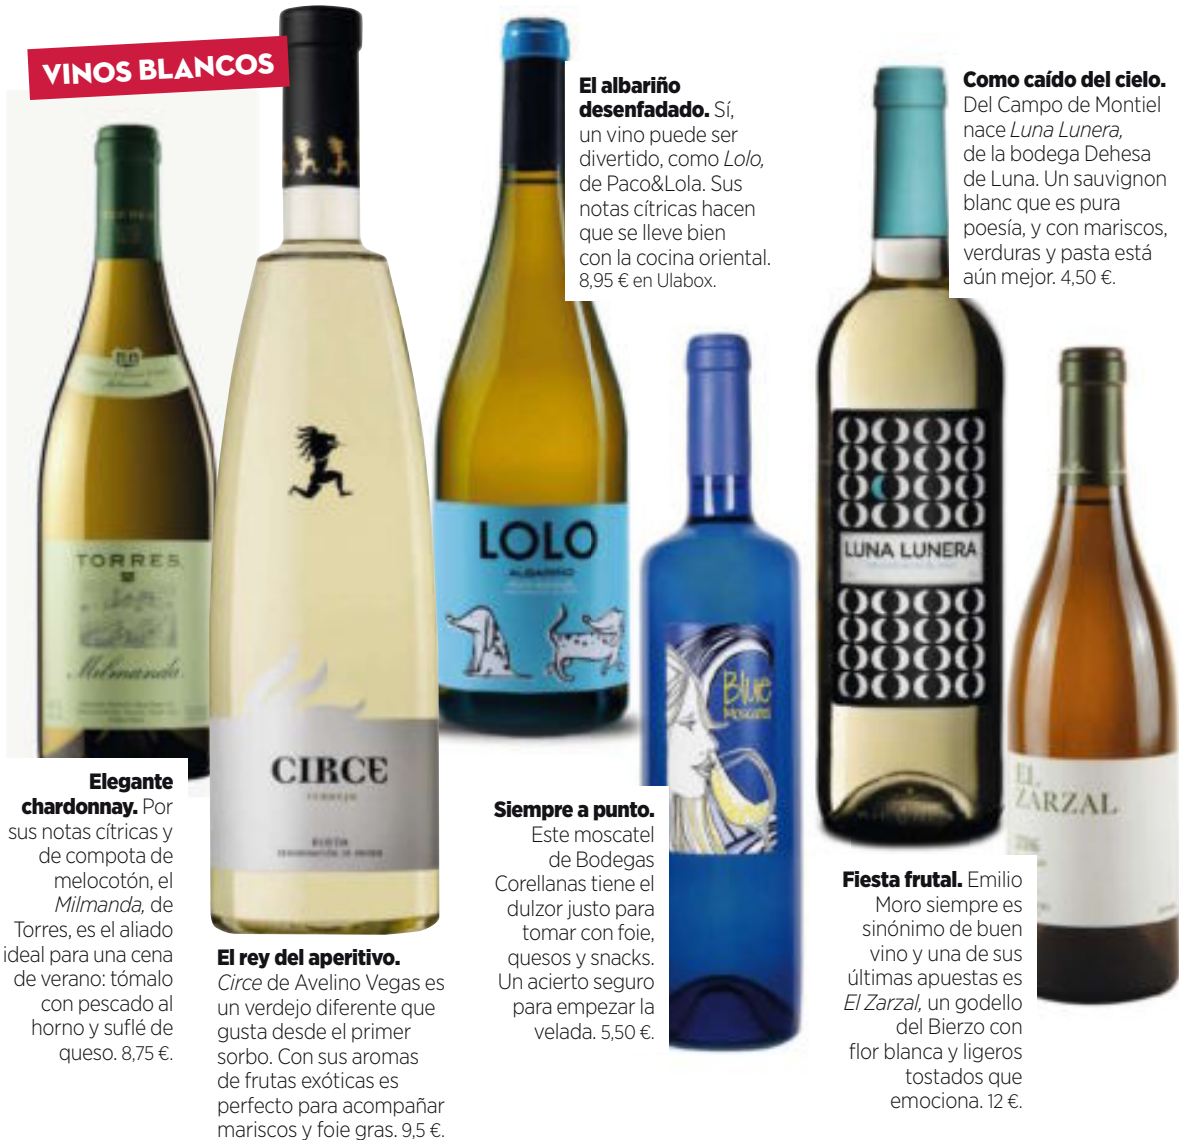 VINOS BLANCOS
El albariño
desenfadado. Sí,
un vino puede ser
divertido, como Lolo,
de Paco&Lola. Sus
notas cítricas hacen
que se lleve bien
con la cocina oriental.
8,95 € en Ulabox.
Como caído del cielo.
Del Campo de Montiel
nace Luna Lunera,
de la bodega Dehesa
de Luna. Un sauvignon
blanc que es pura
poesía, y con mariscos,
verduras y pasta está
aún mejor. 4,50 €.
TORRES
TORRES
Milmanda
CIRCE
VERDEJO
RUEDA
LOLO
ALBARIÑO
Blue
Moscatel
LUNA LUNERA
EL
ZARZAL
Elegante
chardonnay. Por
sus notas cítricas y
de compota de
melocotón, el
Milmanda, de
Torres, es el aliado
ideal para una cena
de verano: tómalo
con pescado al
horno y suflé de
queso. 8,75 €.
El rey del aperitivo.
Circe de Avelino Vegas es
un verdejo diferente que
gusta desde el primer
sorbo. Con sus aromas
de frutas exóticas es
perfecto para acompañar
mariscos y foie gras. 9,5 €.
Siempre a punto.
Este moscatel
de Bodegas
Corellanas tiene el
dulzor justo para
tomar con foie,
quesos y snacks.
Un acierto seguro
para empezar la
velada. 5,50 €.
Fiesta frutal. Emilio
Moro siempre es
sinónimo de buen
vino y una de sus
últimas apuestas es
El Zarzal, un godello
del Bierzo con
flor blanca y ligeros
tostados que
emociona. 12 €.